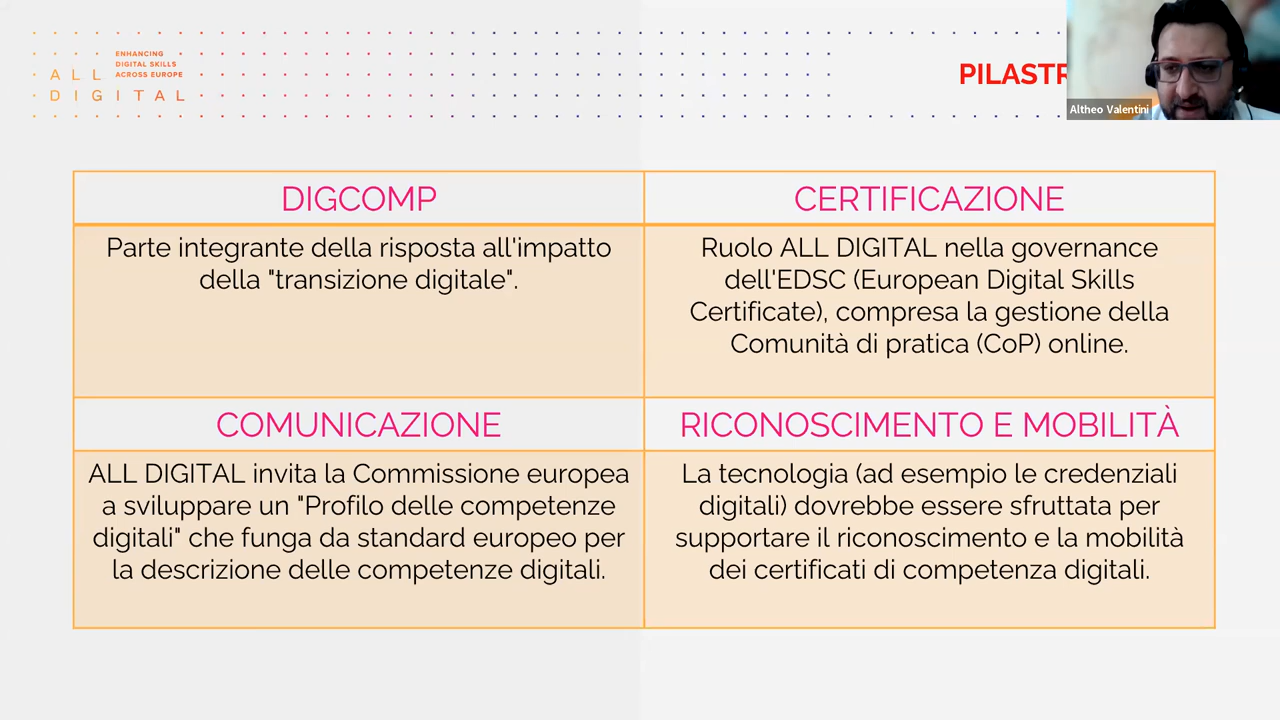 ENHANCING
DIGITAL SKILLS
ACROSS EUROPE
ALL
DIGITAL
Altheo Valentini
DIGCOMP
CERTIFICAZIONE
Parte integrante della risposta all'impatto
della "transizione digitale".
Ruolo ALL DIGITAL nella governance
dell'EDSC (European Digital Skills
Certificate), compresa la gestione della
Comunità di pratica (CoP) online.
COMUNICAZIONE
RICONOSCIMENTO E MOBILITÀ
ALL DIGITAL invita la Commissione europea
a sviluppare un "Profilo delle competenze
digitali" che funga da standard europeo per
la descrizione delle competenze digitali.
La tecnologia (ad esempio le credenziali
digitali) dovrebbe essere sfruttata per
supportare il riconoscimento e la mobilità
dei certificati di competenza digitali.